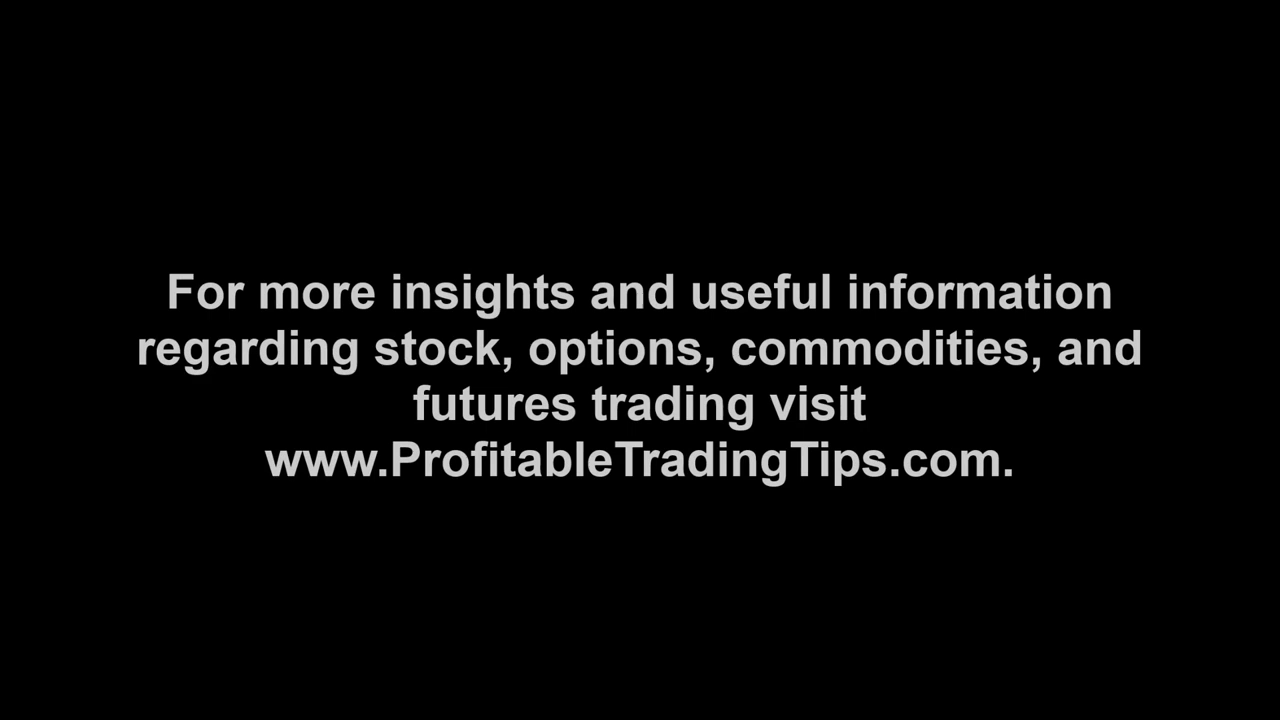 For more insights and useful information
regarding stock, options, commodities, and
futures trading visit
www.ProfitableTradingTips.com.